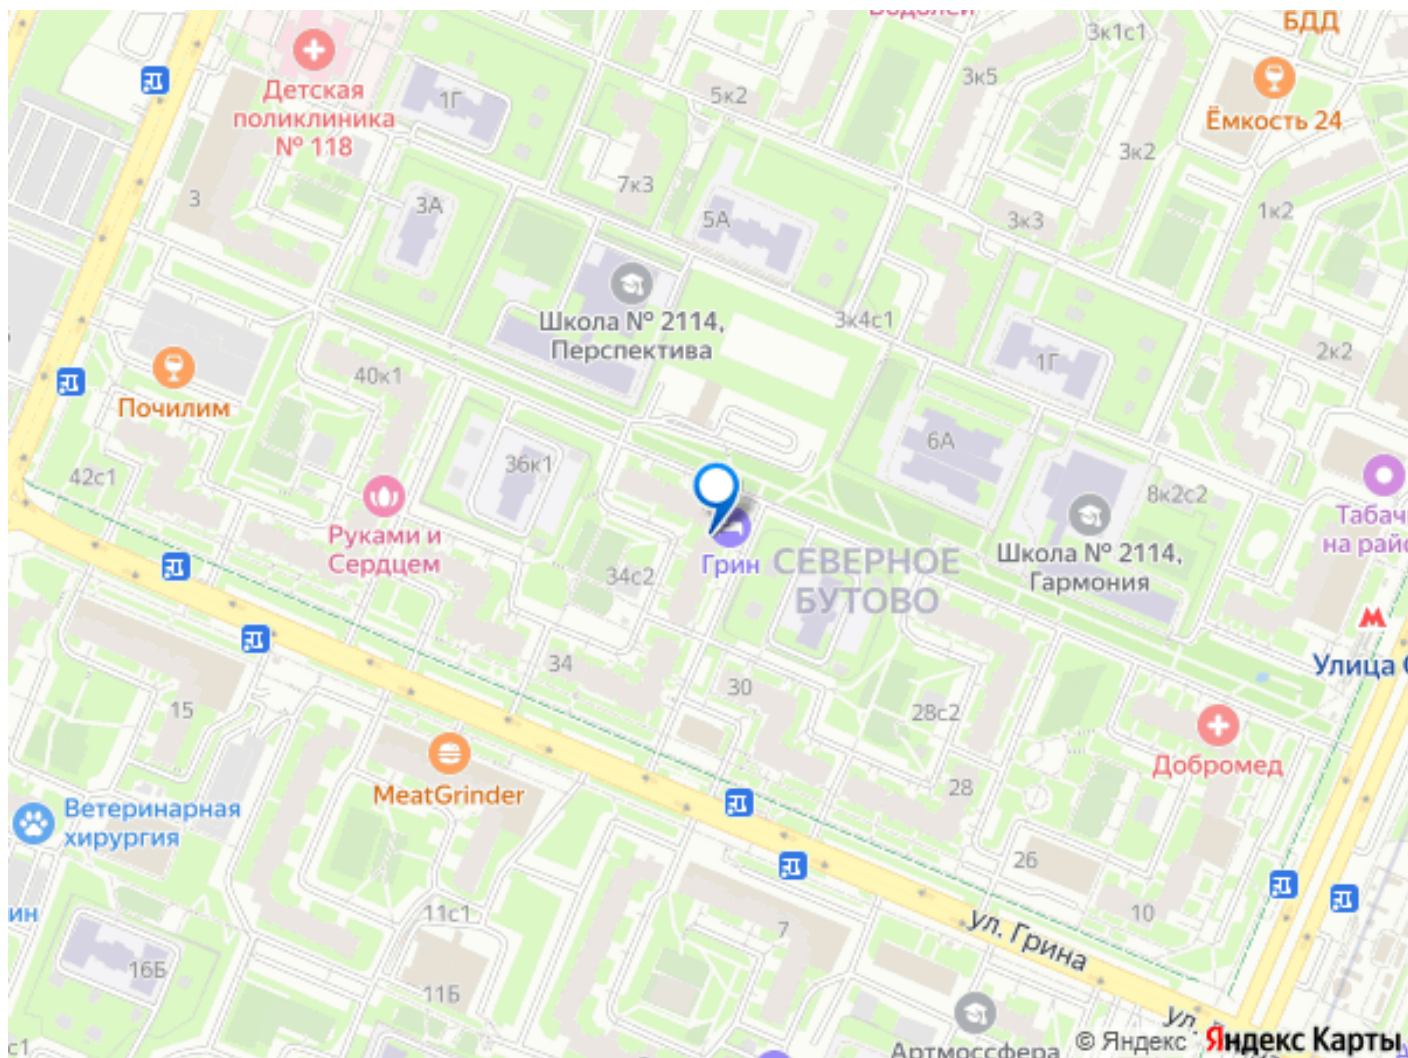 Водолей
БДД
3к1с1
Детская
поликлиника
№ 118
1Г
5к2
3к5
Ёмкость 24
3к2
7к3
3
3А
5А
3к3
1к2
Школа № 2114,
Перспектива
3к4с1
1Г
2к2
40к1
Почилим
6А
36к1
42с1
8к2с2
Руками и
Сердцем
Грин
СЕВЕРНОЕ
БУТОВО
Школа № 2114,
Гармония
Табач
на райо
34с2
34
30
Улица С
28с2
15
Добромед
MeatGrinder
28
Ветеринарная
хирургия
26
ин
11с1
7
10
ул. Грина
16Б
11Б
ул.
с1
Артмоссфера
© Яндекс
Яндекс Карты